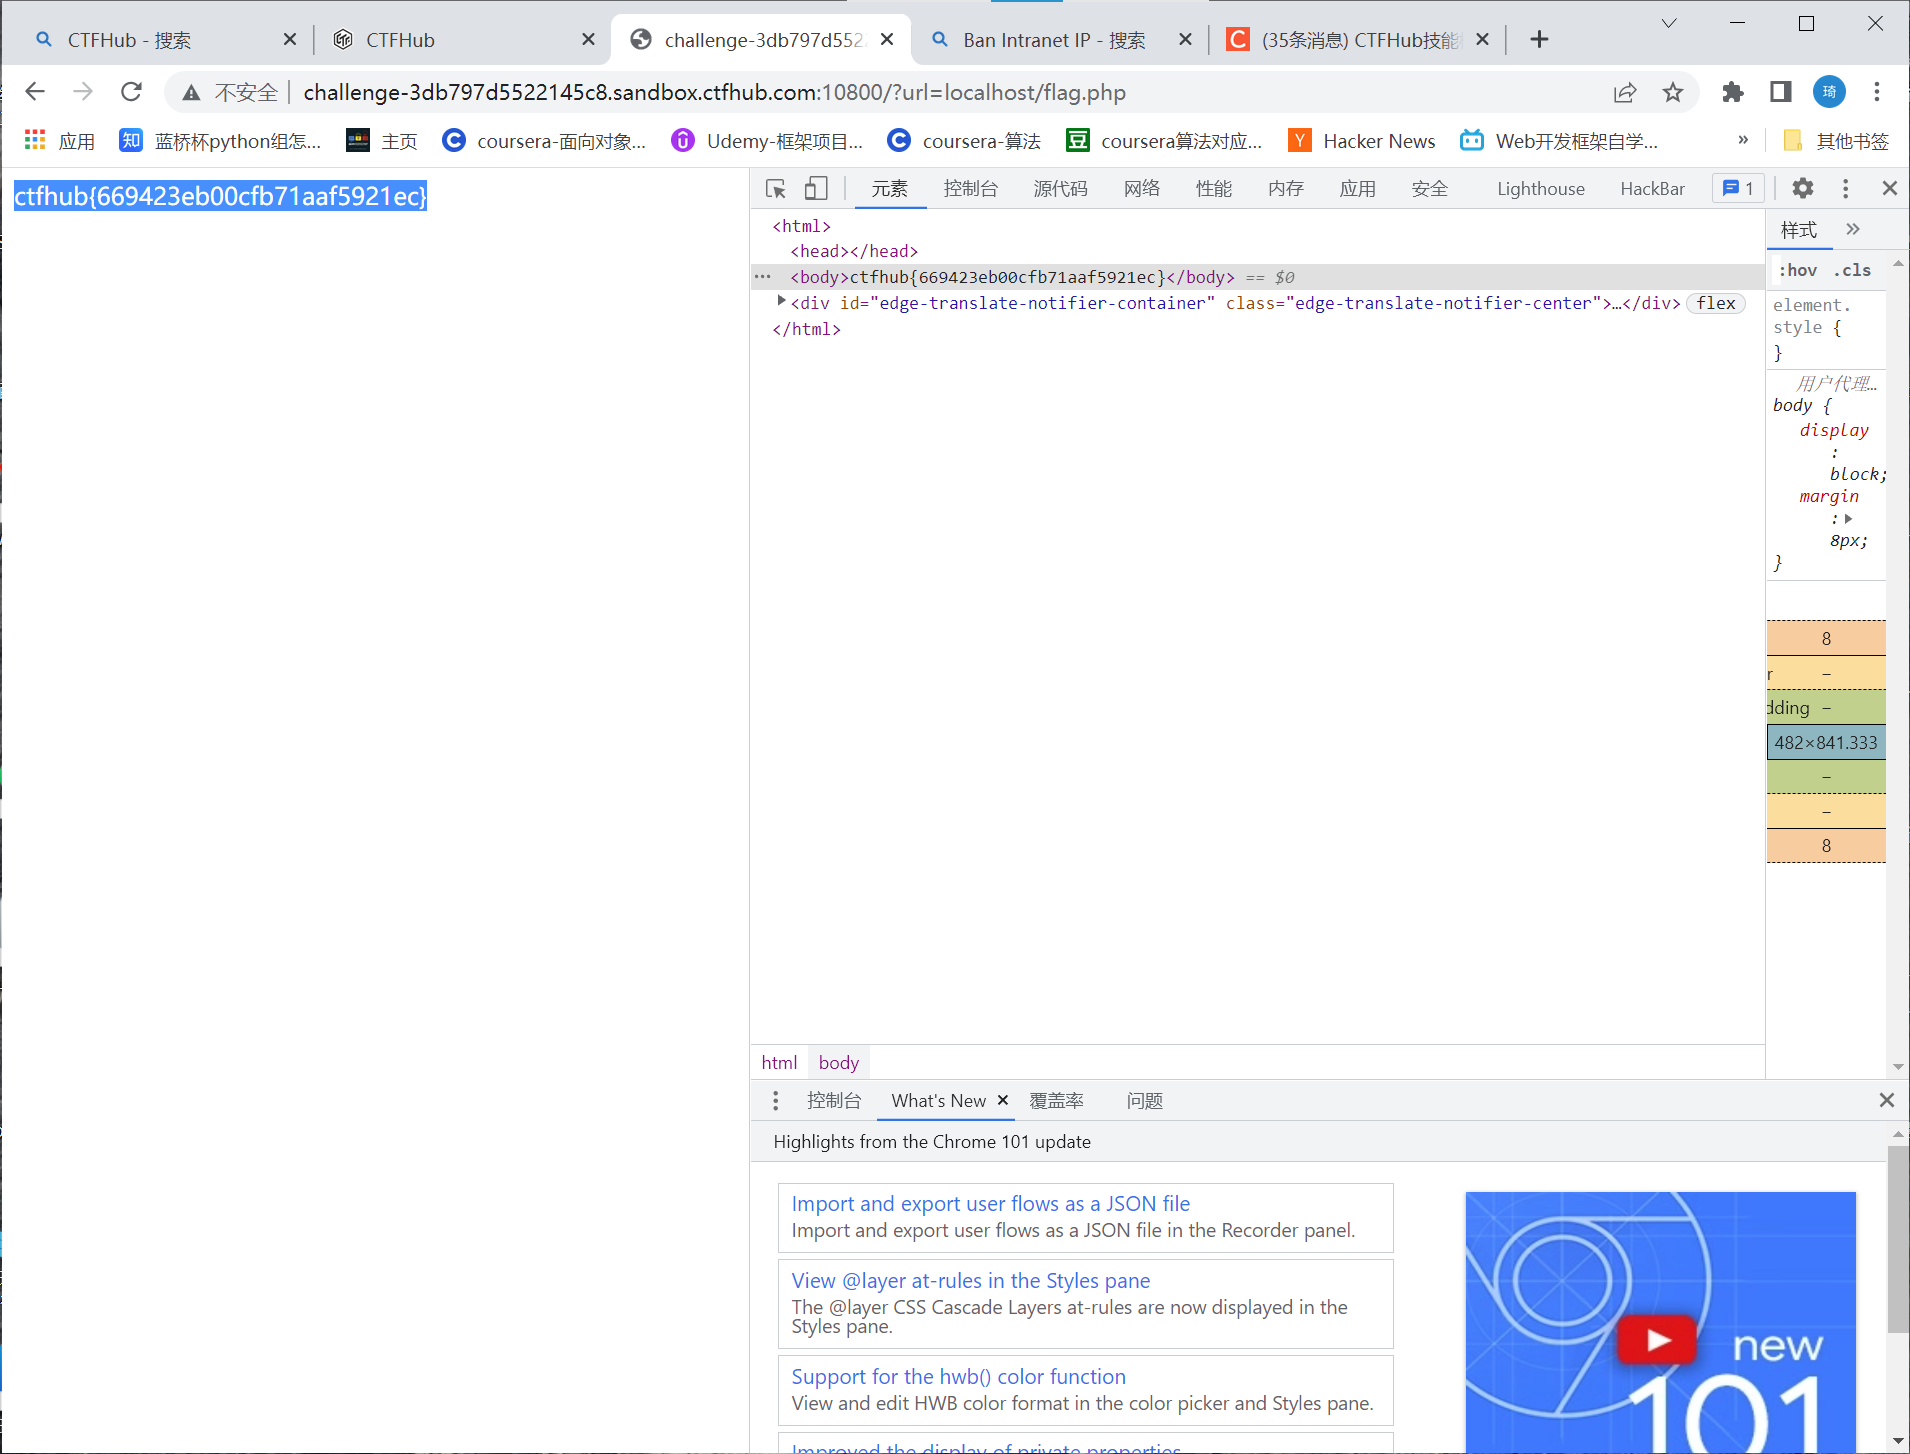 CTFHub - 搜索
CTFHub
challenge-3db797d552
Ban Intranet IP - 搜索
(35条消息) CTFHub技能
不安全
challenge-3db797d5522145c8.sandbox.ctfhub.com:10800/?url=localhost/flag.php
琦
应用
知
蓝桥杯python组怎...
主页
coursera-面向对象...
Udemy-框架项目...
coursera-算法
豆
coursera算法对应...
Y
Hacker News
Web开发框架自学...
»
其他书签
ctfhub{669423eb00cfb71aaf5921ec}
元素
控制台
源代码
网络
性能
内存
应用
安全
Lighthouse
HackBar
1
<html>
<head></head>
<body>ctfhub{669423eb00cfb71aaf5921ec}</body> == $0
<div id="edge-translate-notifier-container" class="edge-translate-notifier-center">…</div>
flex
</html>
样式
»
:hov .cls
element.
style {
}
用户代理…
body {
display
:
block;
margin
:
8px;
}
8
r –
dding –
482×841.333
–
–
8
html
body
控制台
What's New
覆盖率
问题
Highlights from the Chrome 101 update
Import and export user flows as a JSON file
Import and export user flows as a JSON file in the Recorder panel.
View @layer at-rules in the Styles pane
The @layer CSS Cascade Layers at-rules are now displayed in the
Styles pane.
Support for the hwb() color function
View and edit HWB color format in the color picker and Styles pane.
Improved the display of private properties
new
101